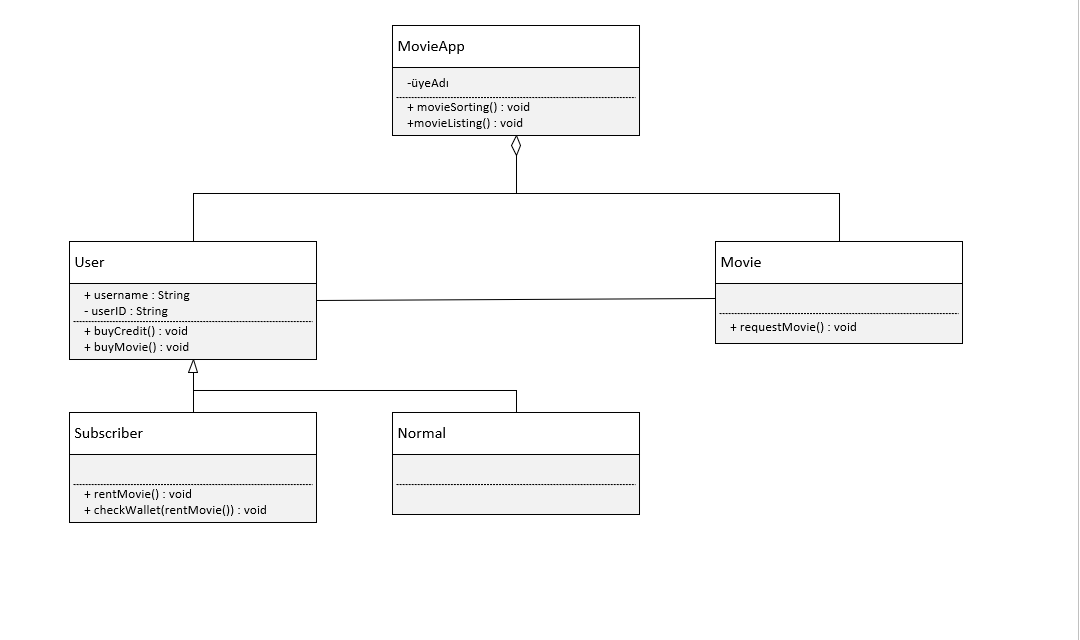 MovieApp
-üyeAdı
+ movieSorting() : void
+movieListing() : void
User
+ username : String
- userID : String
+ buyCredit() : void
+ buyMovie() : void
Movie
+ requestMovie() : void
Subscriber
+ rentMovie() : void
+ checkWallet(rentMovie()) : void
Normal